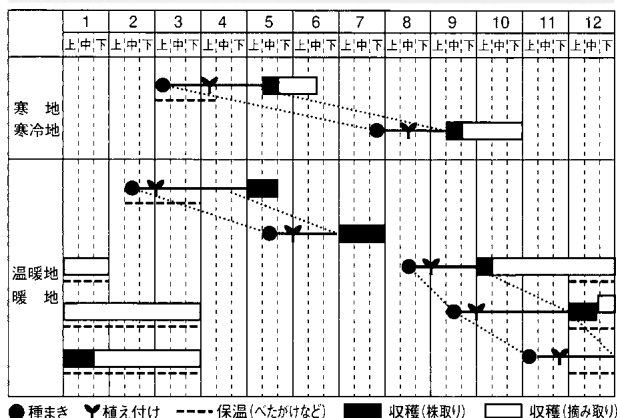 1 2 3 4 5 6 7 8 9 10 11 12
上中下 上中下 上中下 上中下 上中下 上中下 上中下 上中下 上中下 上中下 上中下 上中下
寒地
寒冷地
温暖地
暖地
種まき 植え付け 保温(べたがけなど) 収穫(株取り) 収穫(摘み取り)